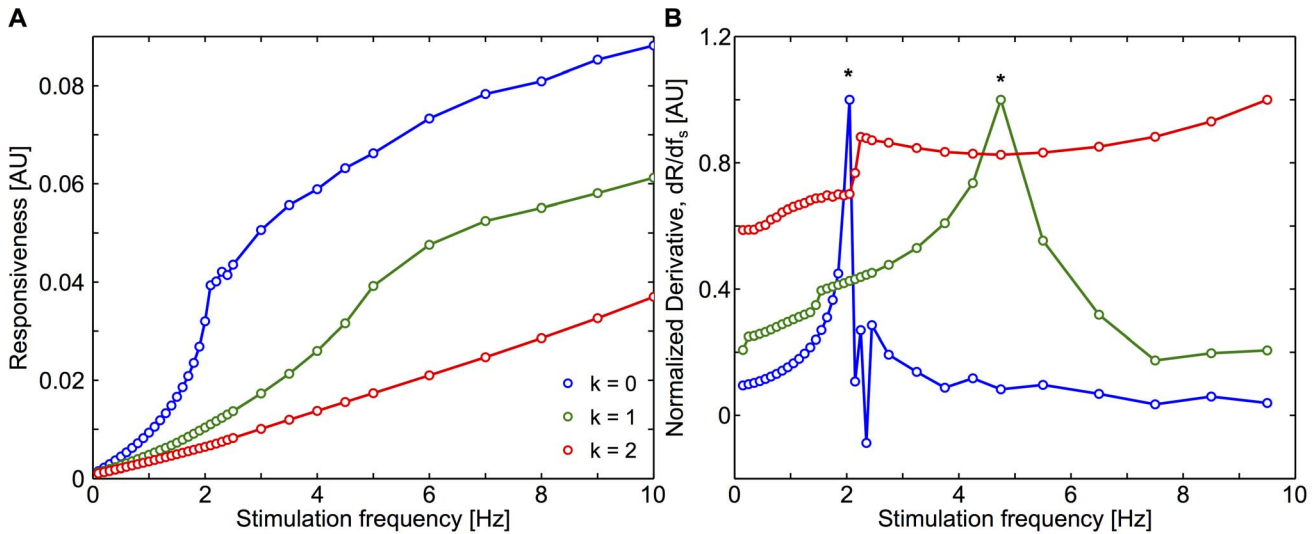 A
Responsiveness [AU]
0.08
0.06
0.04
0.02
0
k = 0
k = 1
k = 2
0 2 4 6 8 10
Stimulation frequency [Hz]
B
Normalized Derivative, dR/df_s [AU]
1.2
0.8
0.4
0
* *
0 2 4 6 8 10
Stimulation frequency [Hz]